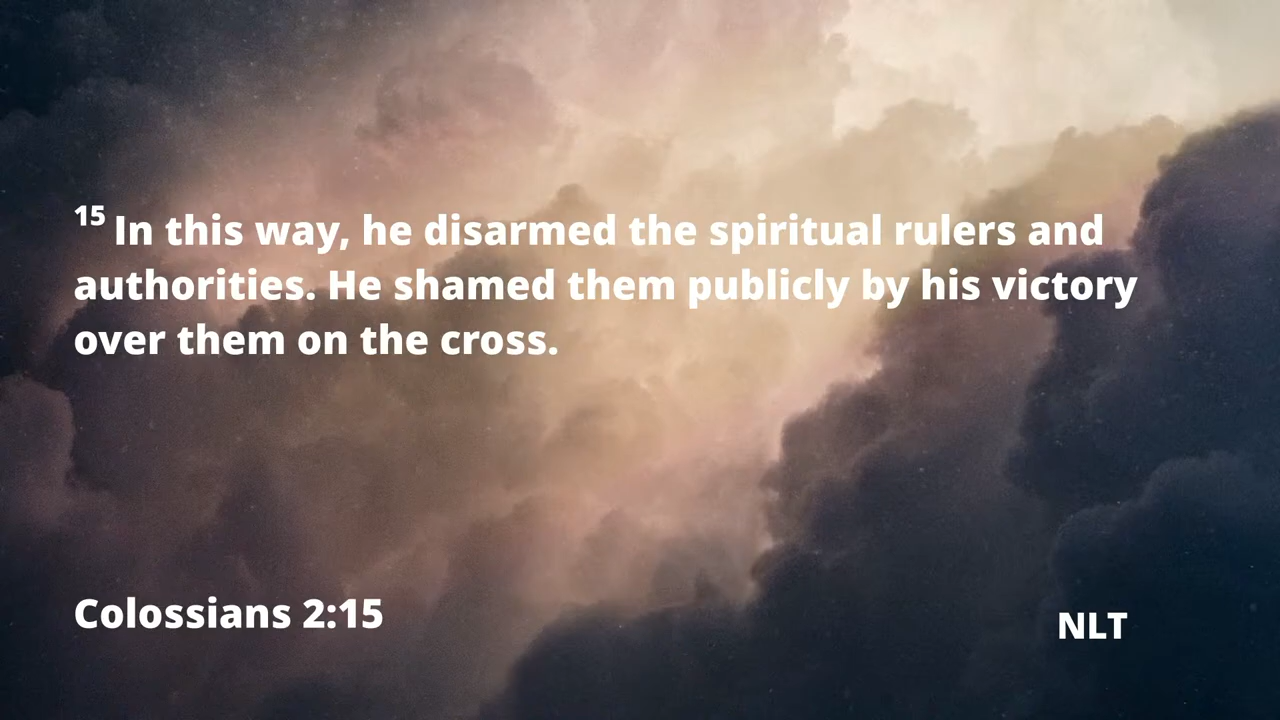 15 In this way, he disarmed the spiritual rulers and
authorities. He shamed them publicly by his victory
over them on the cross.
Colossians 2:15
NLT